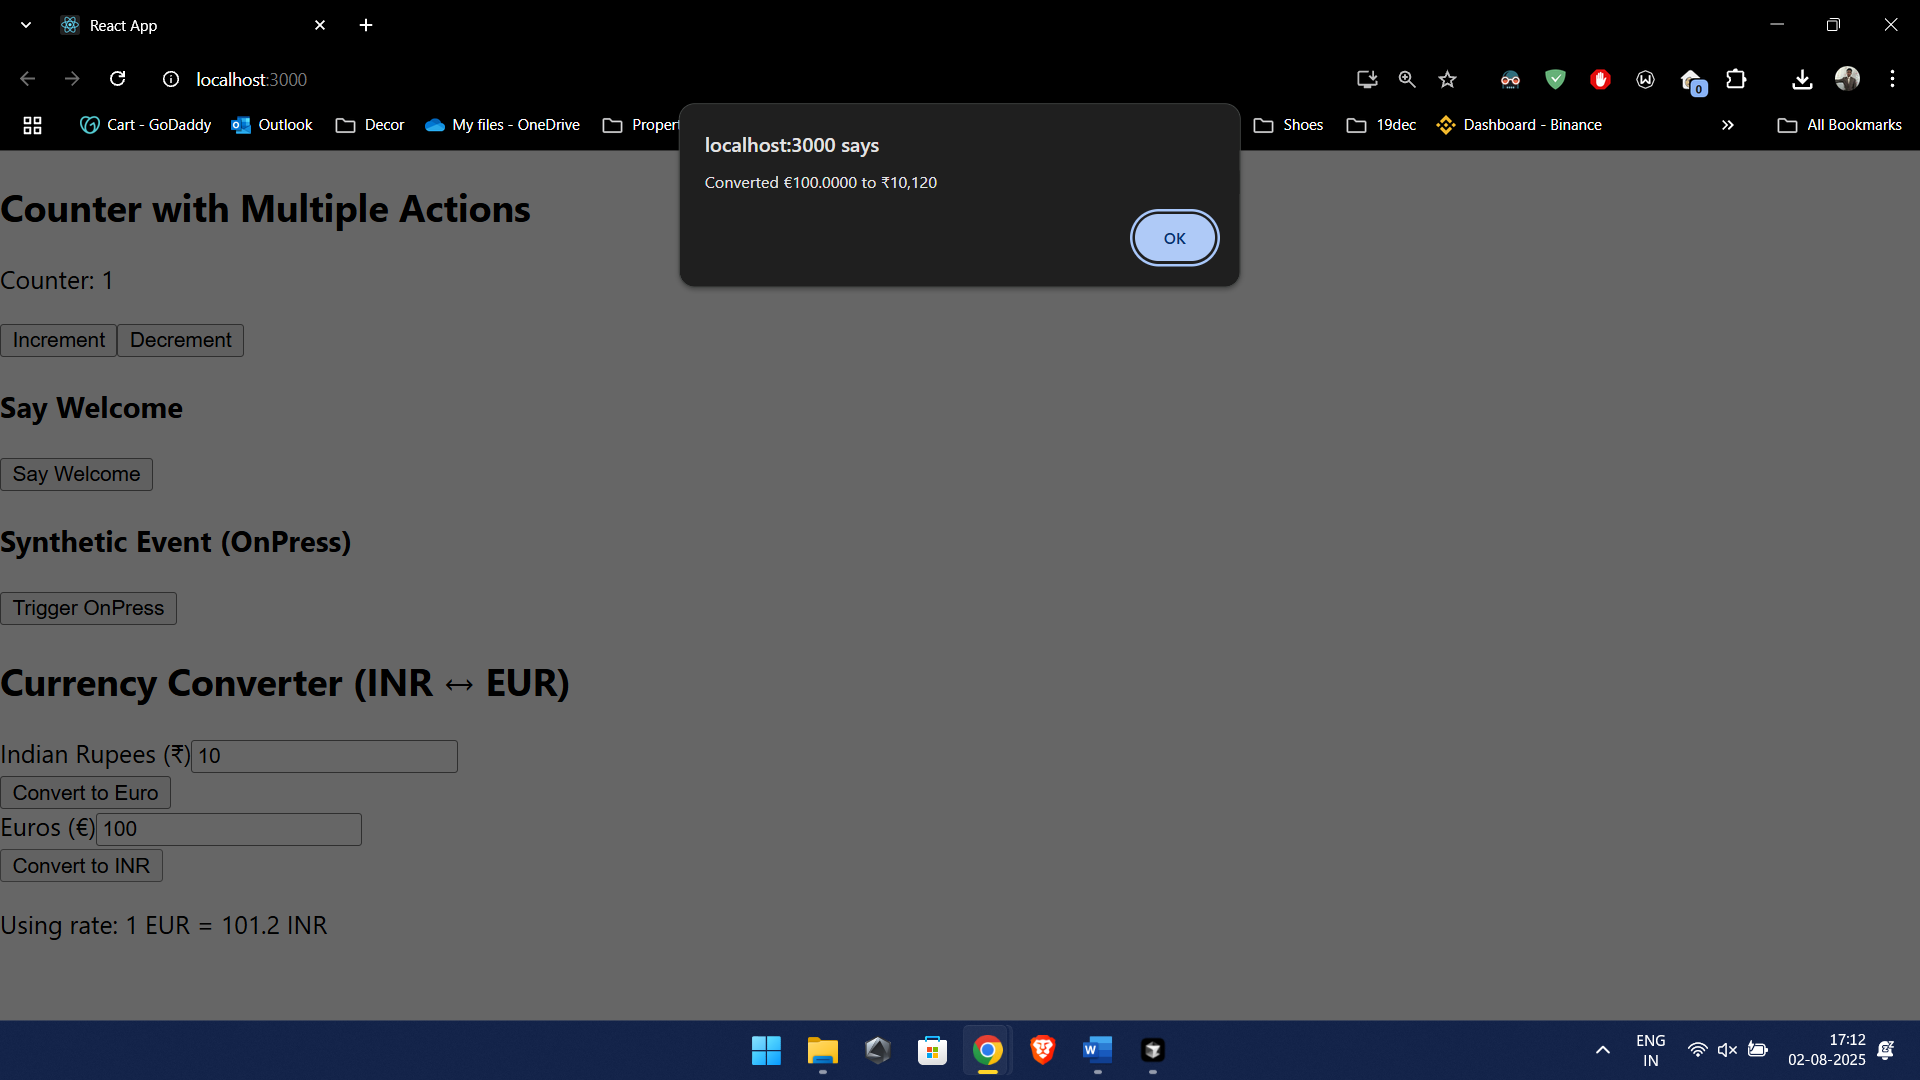 React App
localhost:3000
Cart - GoDaddy Outlook Decor My files - OneDrive Shoes 19dec Dashboard - Binance » All Bookmarks
0
localhost:3000 says
Converted €100.0000 to ₹10,120
OK
Counter with Multiple Actions
Counter: 1
Increment Decrement
Say Welcome
Say Welcome
Synthetic Event (OnPress)
Trigger OnPress
Currency Converter (INR ↔ EUR)
Indian Rupees (₹) 10
Convert to Euro
Euros (€) 100
Convert to INR
Using rate: 1 EUR = 101.2 INR
ENG
IN
17:12
02-08-2025